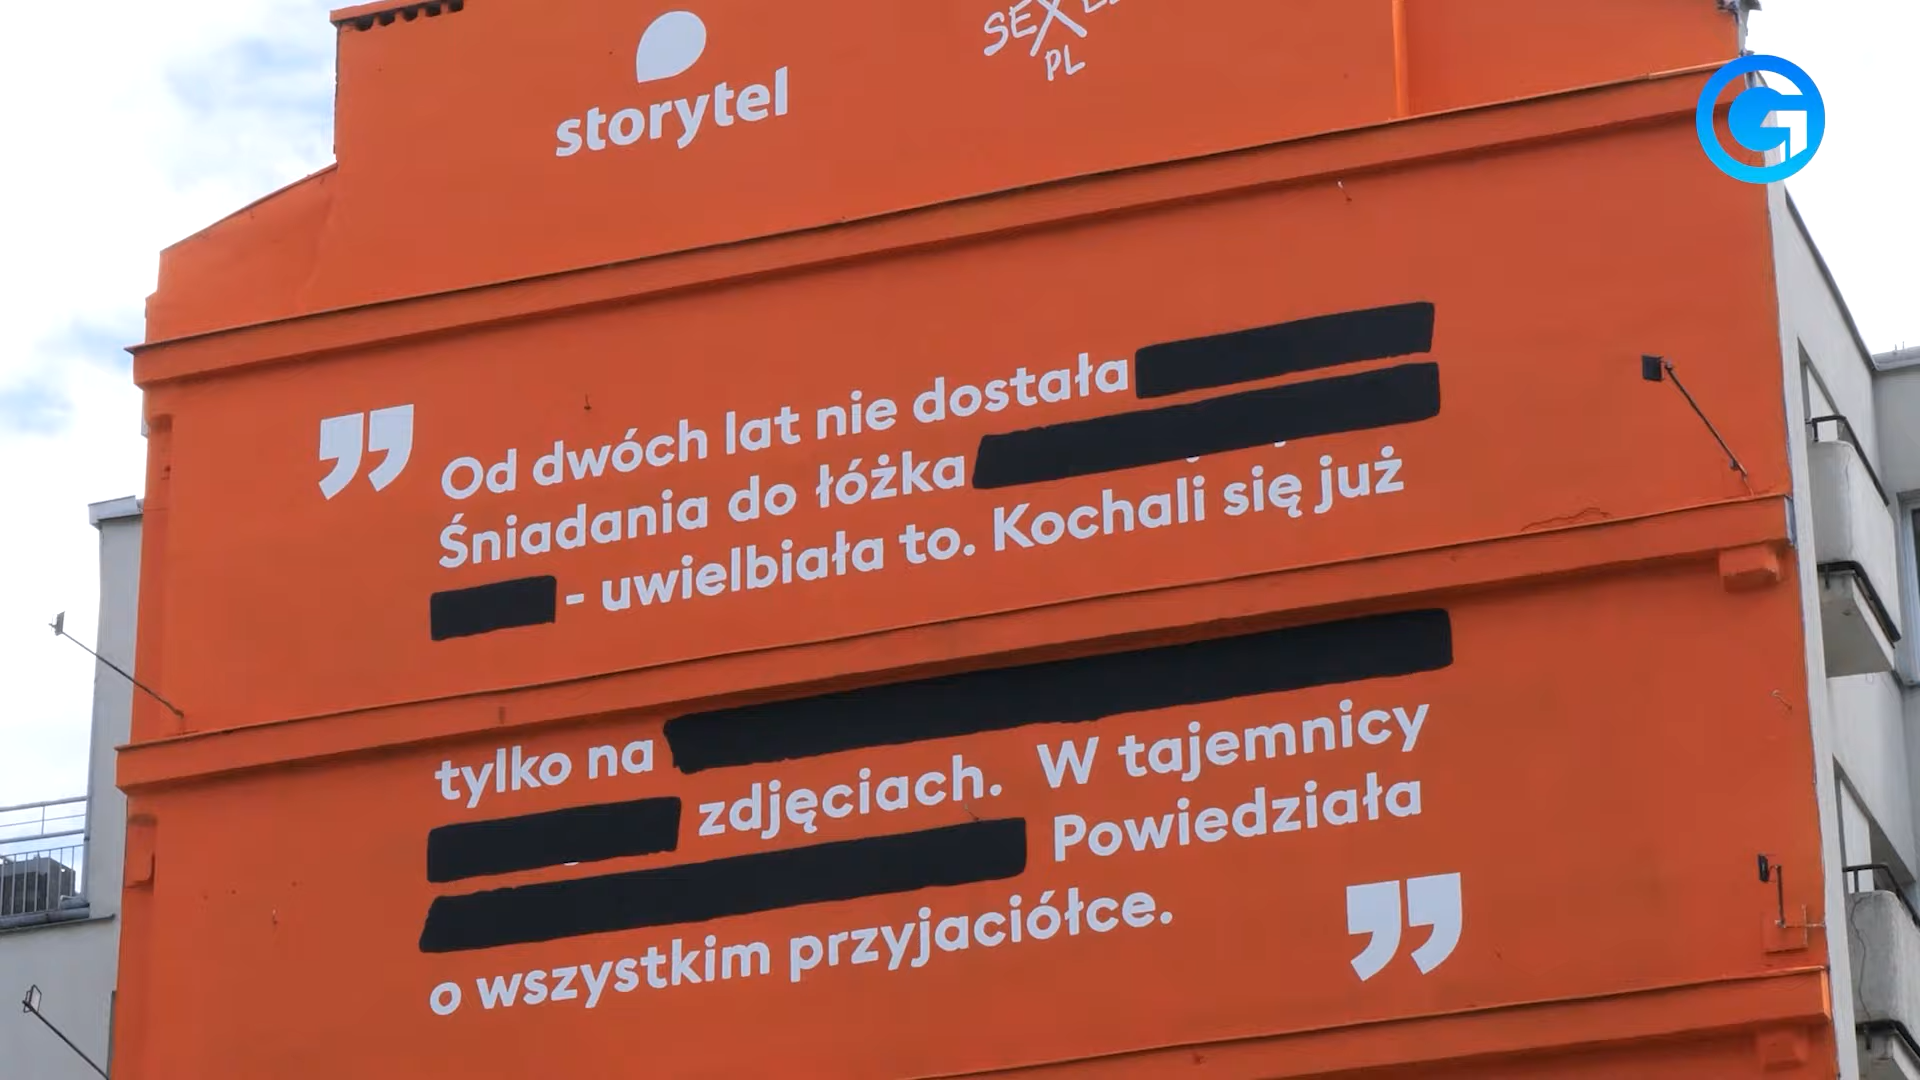 SEX
PL
storytel
G
” Od dwóch lat nie dostała
Śniadania do łóżka
- uwielbiała to. Kochali się już
tylko na
zdjęciach. W tajemnicy
Powiedziała
o wszystkim przyjaciółce. ”